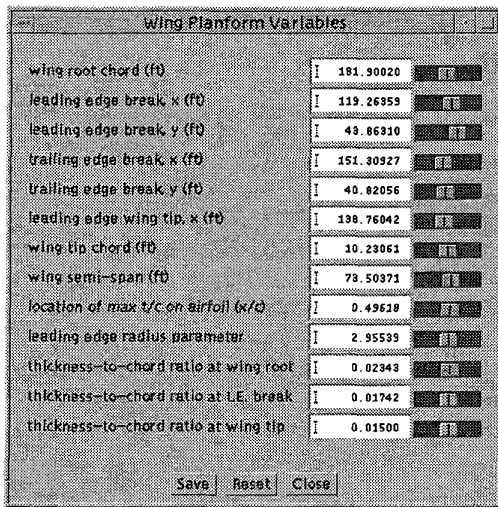 Wing Planform Variables
wing root chord (ft) 181.90020
leading edge break, x (ft) 119.26859
leading edge break, y (ft) 43.86310
trailing edge break, x (ft) 151.30927
trailing edge break, y (ft) 40.82056
leading edge wing tip, x (ft) 138.76042
wing tip chord (ft) 10.23061
wing semi-span (ft) 73.50371
location of max t/c on airfoil (x/c) 0.49618
leading edge radius parameter 2.95539
thickness-to-chord ratio at wing root 0.02343
thickness-to-chord ratio at L.E. break 0.01742
thickness-to-chord ratio at wing tip 0.01500
Save Reset Close